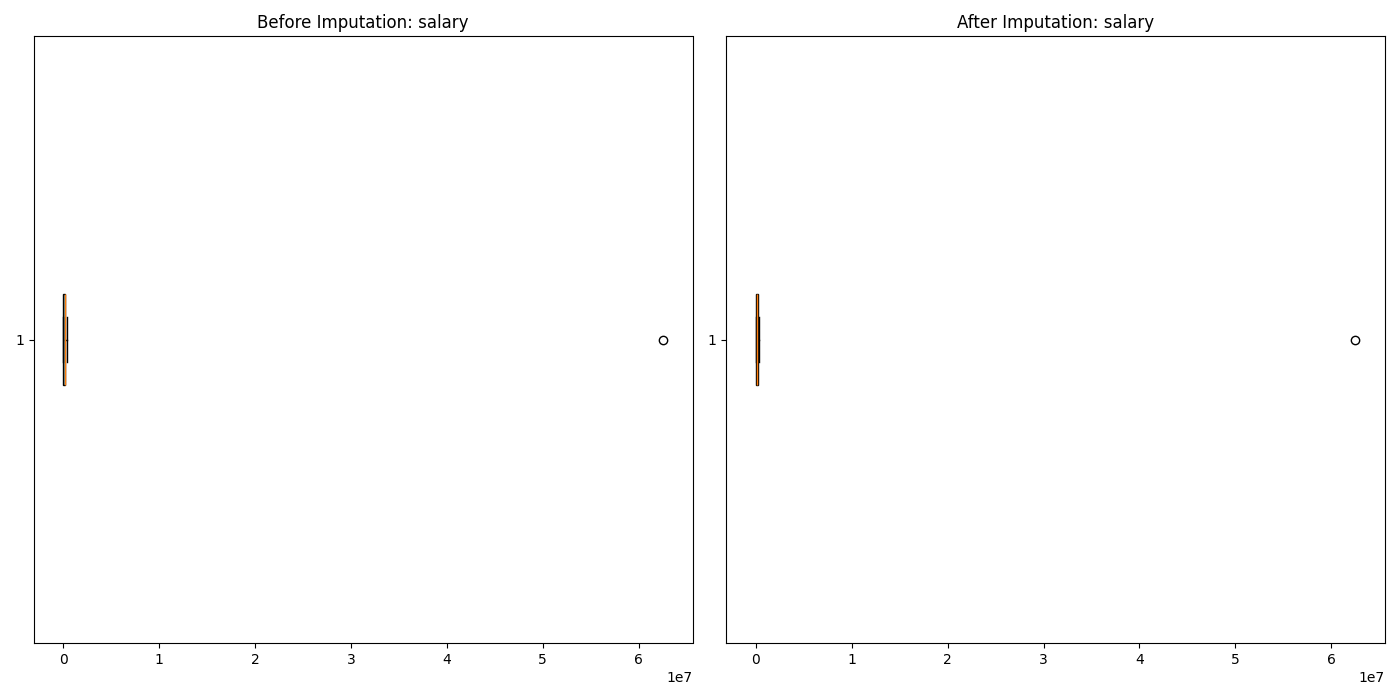 Before Imputation: salary
After Imputation: salary
1
1
0 1 2 3 4 5 6
0 1 2 3 4 5 6
1e7
1e7